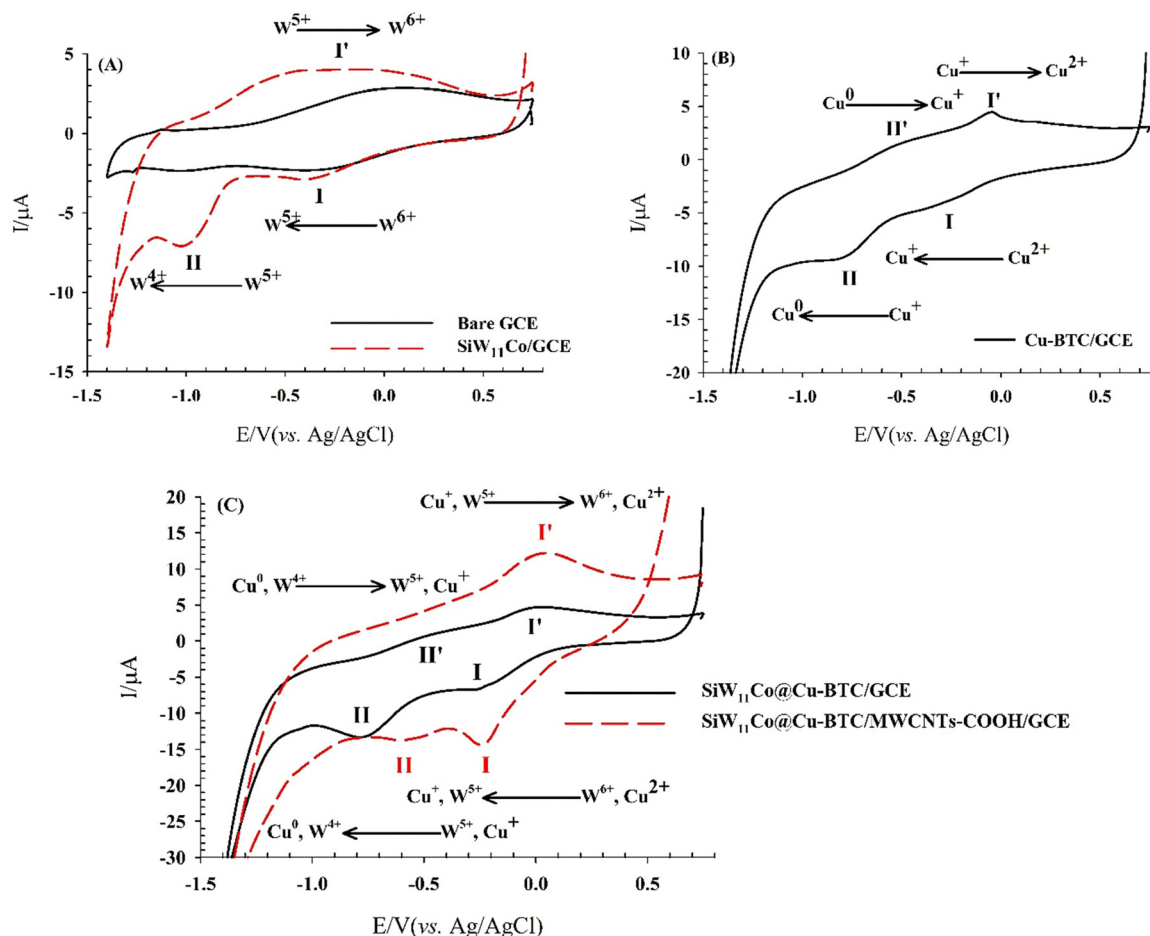 W⁵⁺ → W⁶⁺
(A)
I'
5
0
-5
-10
-15
I/µA
I
W⁵⁺ ← W⁶⁺
II
W⁴⁺ ← W⁵⁺
Bare GCE
SiW₁₁Co/GCE
-1.5 -1.0 -0.5 0.0 0.5
E/V(vs. Ag/AgCl)
(B)
Cu⁺ → Cu²⁺
Cu⁰ → Cu⁺
I'
II'
10
5
0
-5
-10
-15
-20
I/µA
I
Cu⁺ ← Cu²⁺
II
Cu⁰ ← Cu⁺
Cu-BTC/GCE
-1.5 -1.0 -0.5 0.0 0.5
E/V(vs. Ag/AgCl)
(C)
Cu⁺, W⁵⁺ → W⁶⁺, Cu²⁺
I'
Cu⁰, W⁴⁺ → W⁵⁺, Cu⁺
I'
II'
20
15
10
5
0
-5
-10
-15
-20
-25
-30
I/µA
I
II
SiW₁₁Co@Cu-BTC/GCE
SiW₁₁Co@Cu-BTC/MWCNTs-COOH/GCE
II I
Cu⁺, W⁵⁺ ← W⁶⁺, Cu²⁺
Cu⁰, W⁴⁺ ← W⁵⁺, Cu⁺
-1.5 -1.0 -0.5 0.0 0.5
E/V(vs. Ag/AgCl)